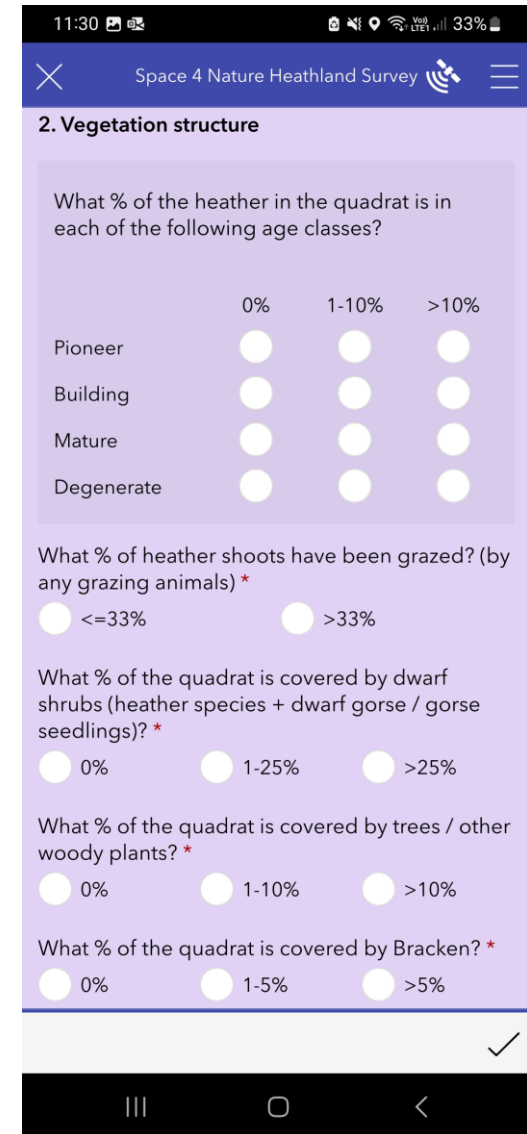 11:30
Vo)) LTE1 33%
Space 4 Nature Heathland Survey
2. Vegetation structure
What % of the heather in the quadrat is in
each of the following age classes?
0% 1-10% >10%
Pioneer
Building
Mature
Degenerate
What % of heather shoots have been grazed? (by
any grazing animals) *
<=33% >33%
What % of the quadrat is covered by dwarf
shrubs (heather species + dwarf gorse / gorse
seedlings)? *
0% 1-25% >25%
What % of the quadrat is covered by trees / other
woody plants? *
0% 1-10% >10%
What % of the quadrat is covered by Bracken? *
0% 1-5% >5%